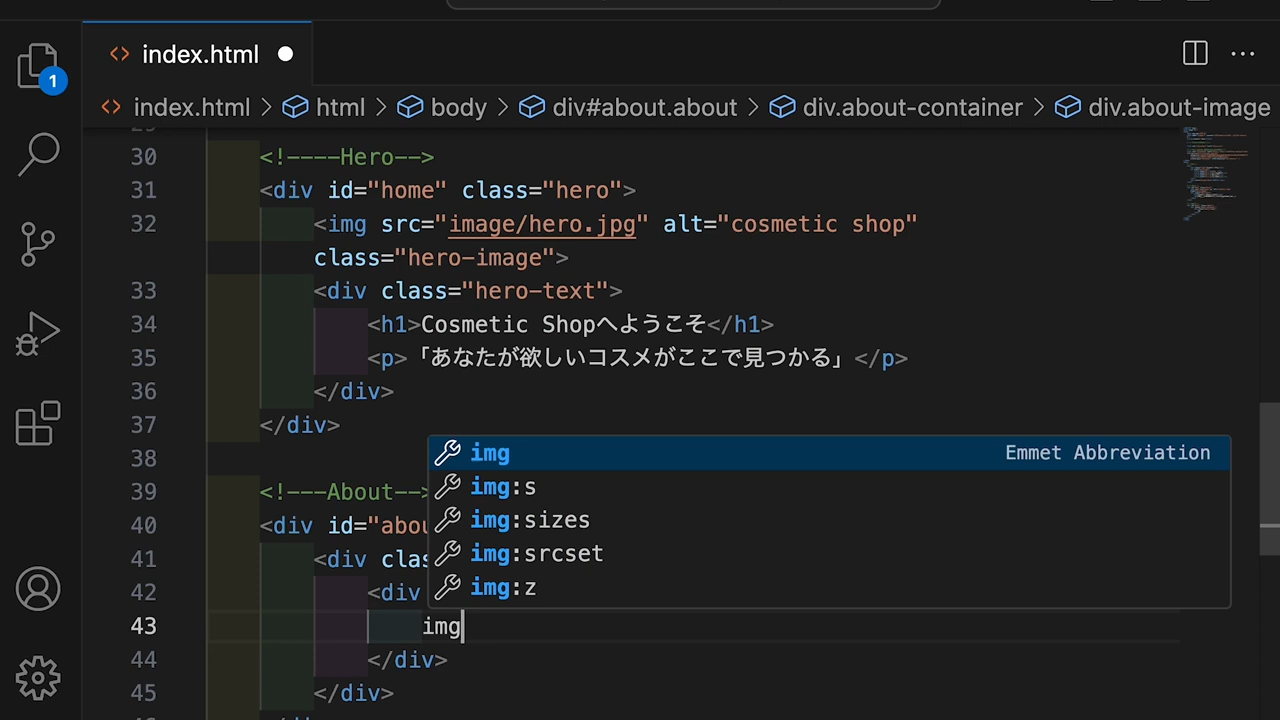 index.html
1
index.html > html > body > div#about.about > div.about-container > div.about-image
30 <!----Hero-->
31 <div id="home" class="hero">
32 <img src="image/hero.jpg" alt="cosmetic shop"
class="hero-image">
33 <div class="hero-text">
34 <h1>Cosmetic Shopへようこそ</h1>
35 <p>「あなたが欲しいコスメがここで見つかる」</p>
36 </div>
37 </div>
38
img Emmet Abbreviation
img:s
img:sizes
img:srcset
img:z
39 <!---About-->
40 <div id="abou
41 <div clas
42 <div
43 img
44 </div>
45 </div>